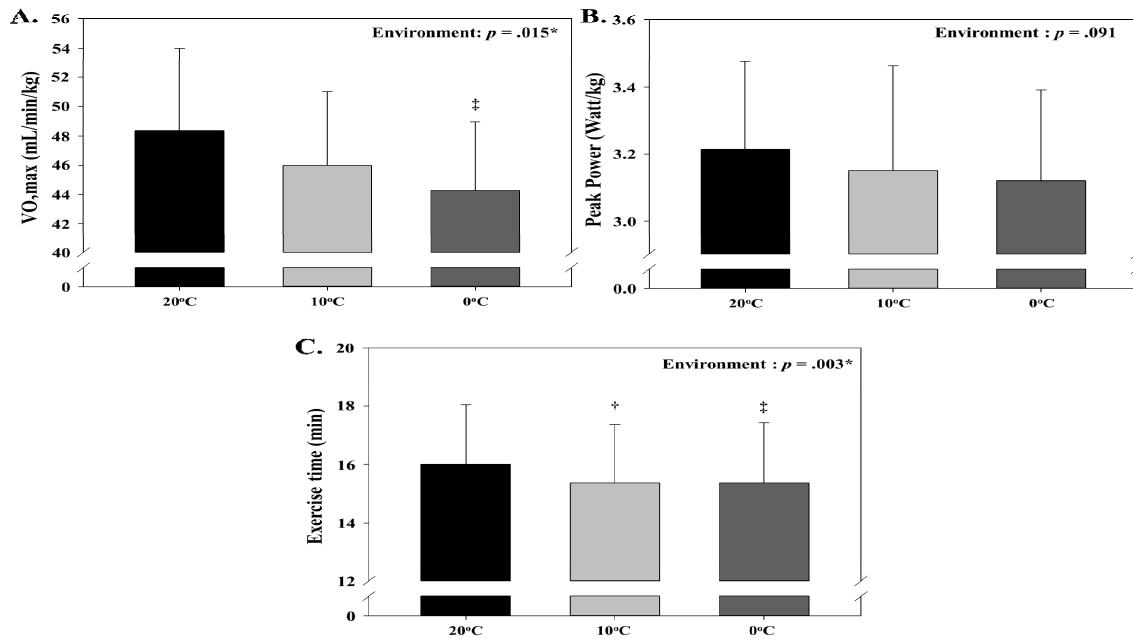 A.
Environment: p = .015*
VO₂max (mL/min/kg)
56
54
52
50
48
46
44
42
40
0
‡
20°C 10°C 0°C
B.
Environment : p = .091
Peak Power (Watt/kg)
3.6
3.4
3.2
3.0
0.0
20°C 10°C 0°C
C.
Environment : p = .003*
Exercise time (min)
20
18
16
14
12
0
† ‡
20°C 10°C 0°C